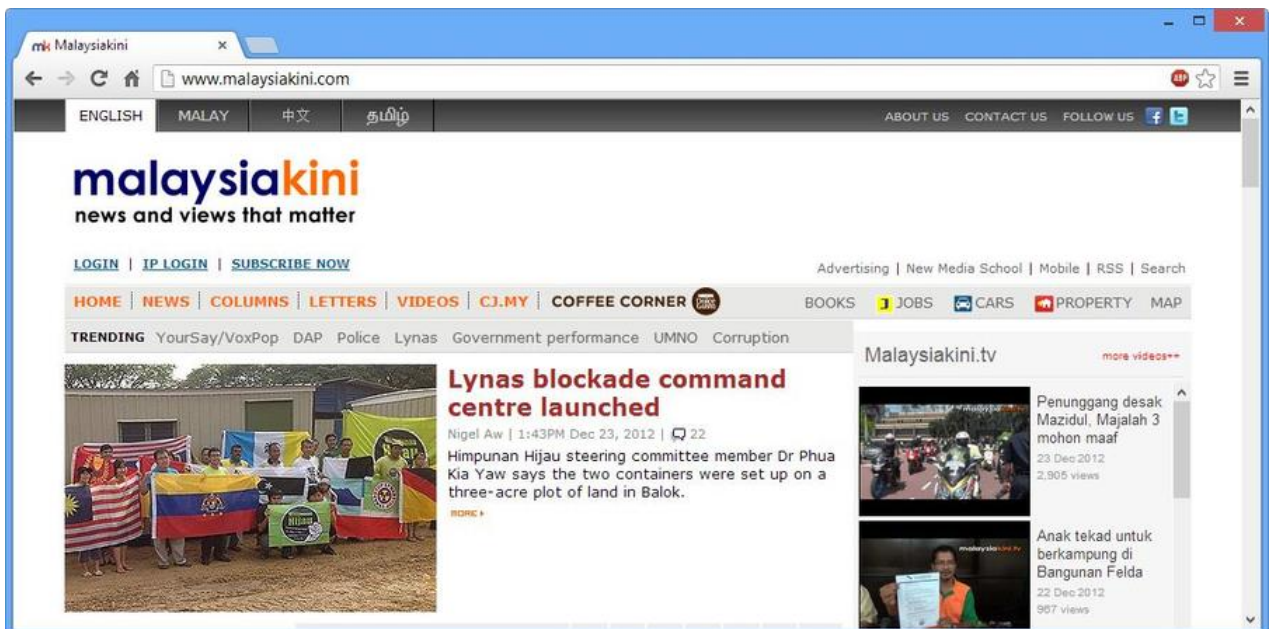 mk Malaysiakini
www.malaysiakini.com
ABP
ENGLISH MALAY 中文 தமிழ் ABOUT US CONTACT US FOLLOW US
malaysiakini
news and views that matter
LOGIN | IP LOGIN | SUBSCRIBE NOW
Advertising | New Media School | Mobile | RSS | Search
HOME NEWS COLUMNS LETTERS VIDEOS CJ.MY COFFEE CORNER BOOKS JOBS CARS PROPERTY MAP
TRENDING YourSay/VoxPop DAP Police Lynas Government performance UMNO Corruption
Lynas blockade command
centre launched
Nigel Aw | 1:43PM Dec 23, 2012 | 22
Himpunan Hijau steering committee member Dr Phua
Kia Yaw says the two containers were set up on a
three-acre plot of land in Balok.
MORE
Hijau
Malaysiakini.tv more videos++
Penunggang desak
Mazidul, Majalah 3
mohon maaf
23 Dec 2012
2,905 views
malaysiakini.tv
Anak tekad untuk
berkampung di
Bangunan Felda
22 Dec 2012
967 views